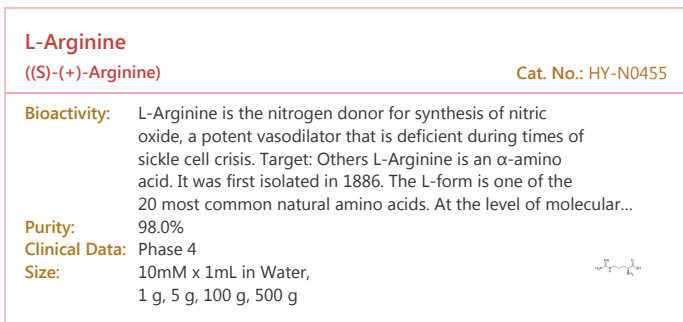 L-Arginine
((S)-(+)-Arginine) Cat. No.: HY-N0455
Bioactivity: L-Arginine is the nitrogen donor for synthesis of nitric
oxide, a potent vasodilator that is deficient during times of
sickle cell crisis. Target: Others L-Arginine is an α-amino
acid. It was first isolated in 1886. The L-form is one of the
20 most common natural amino acids. At the level of molecular...
Purity: 98.0%
Clinical Data: Phase 4
Size: 10mM x 1mL in Water,
1 g, 5 g, 100 g, 500 g